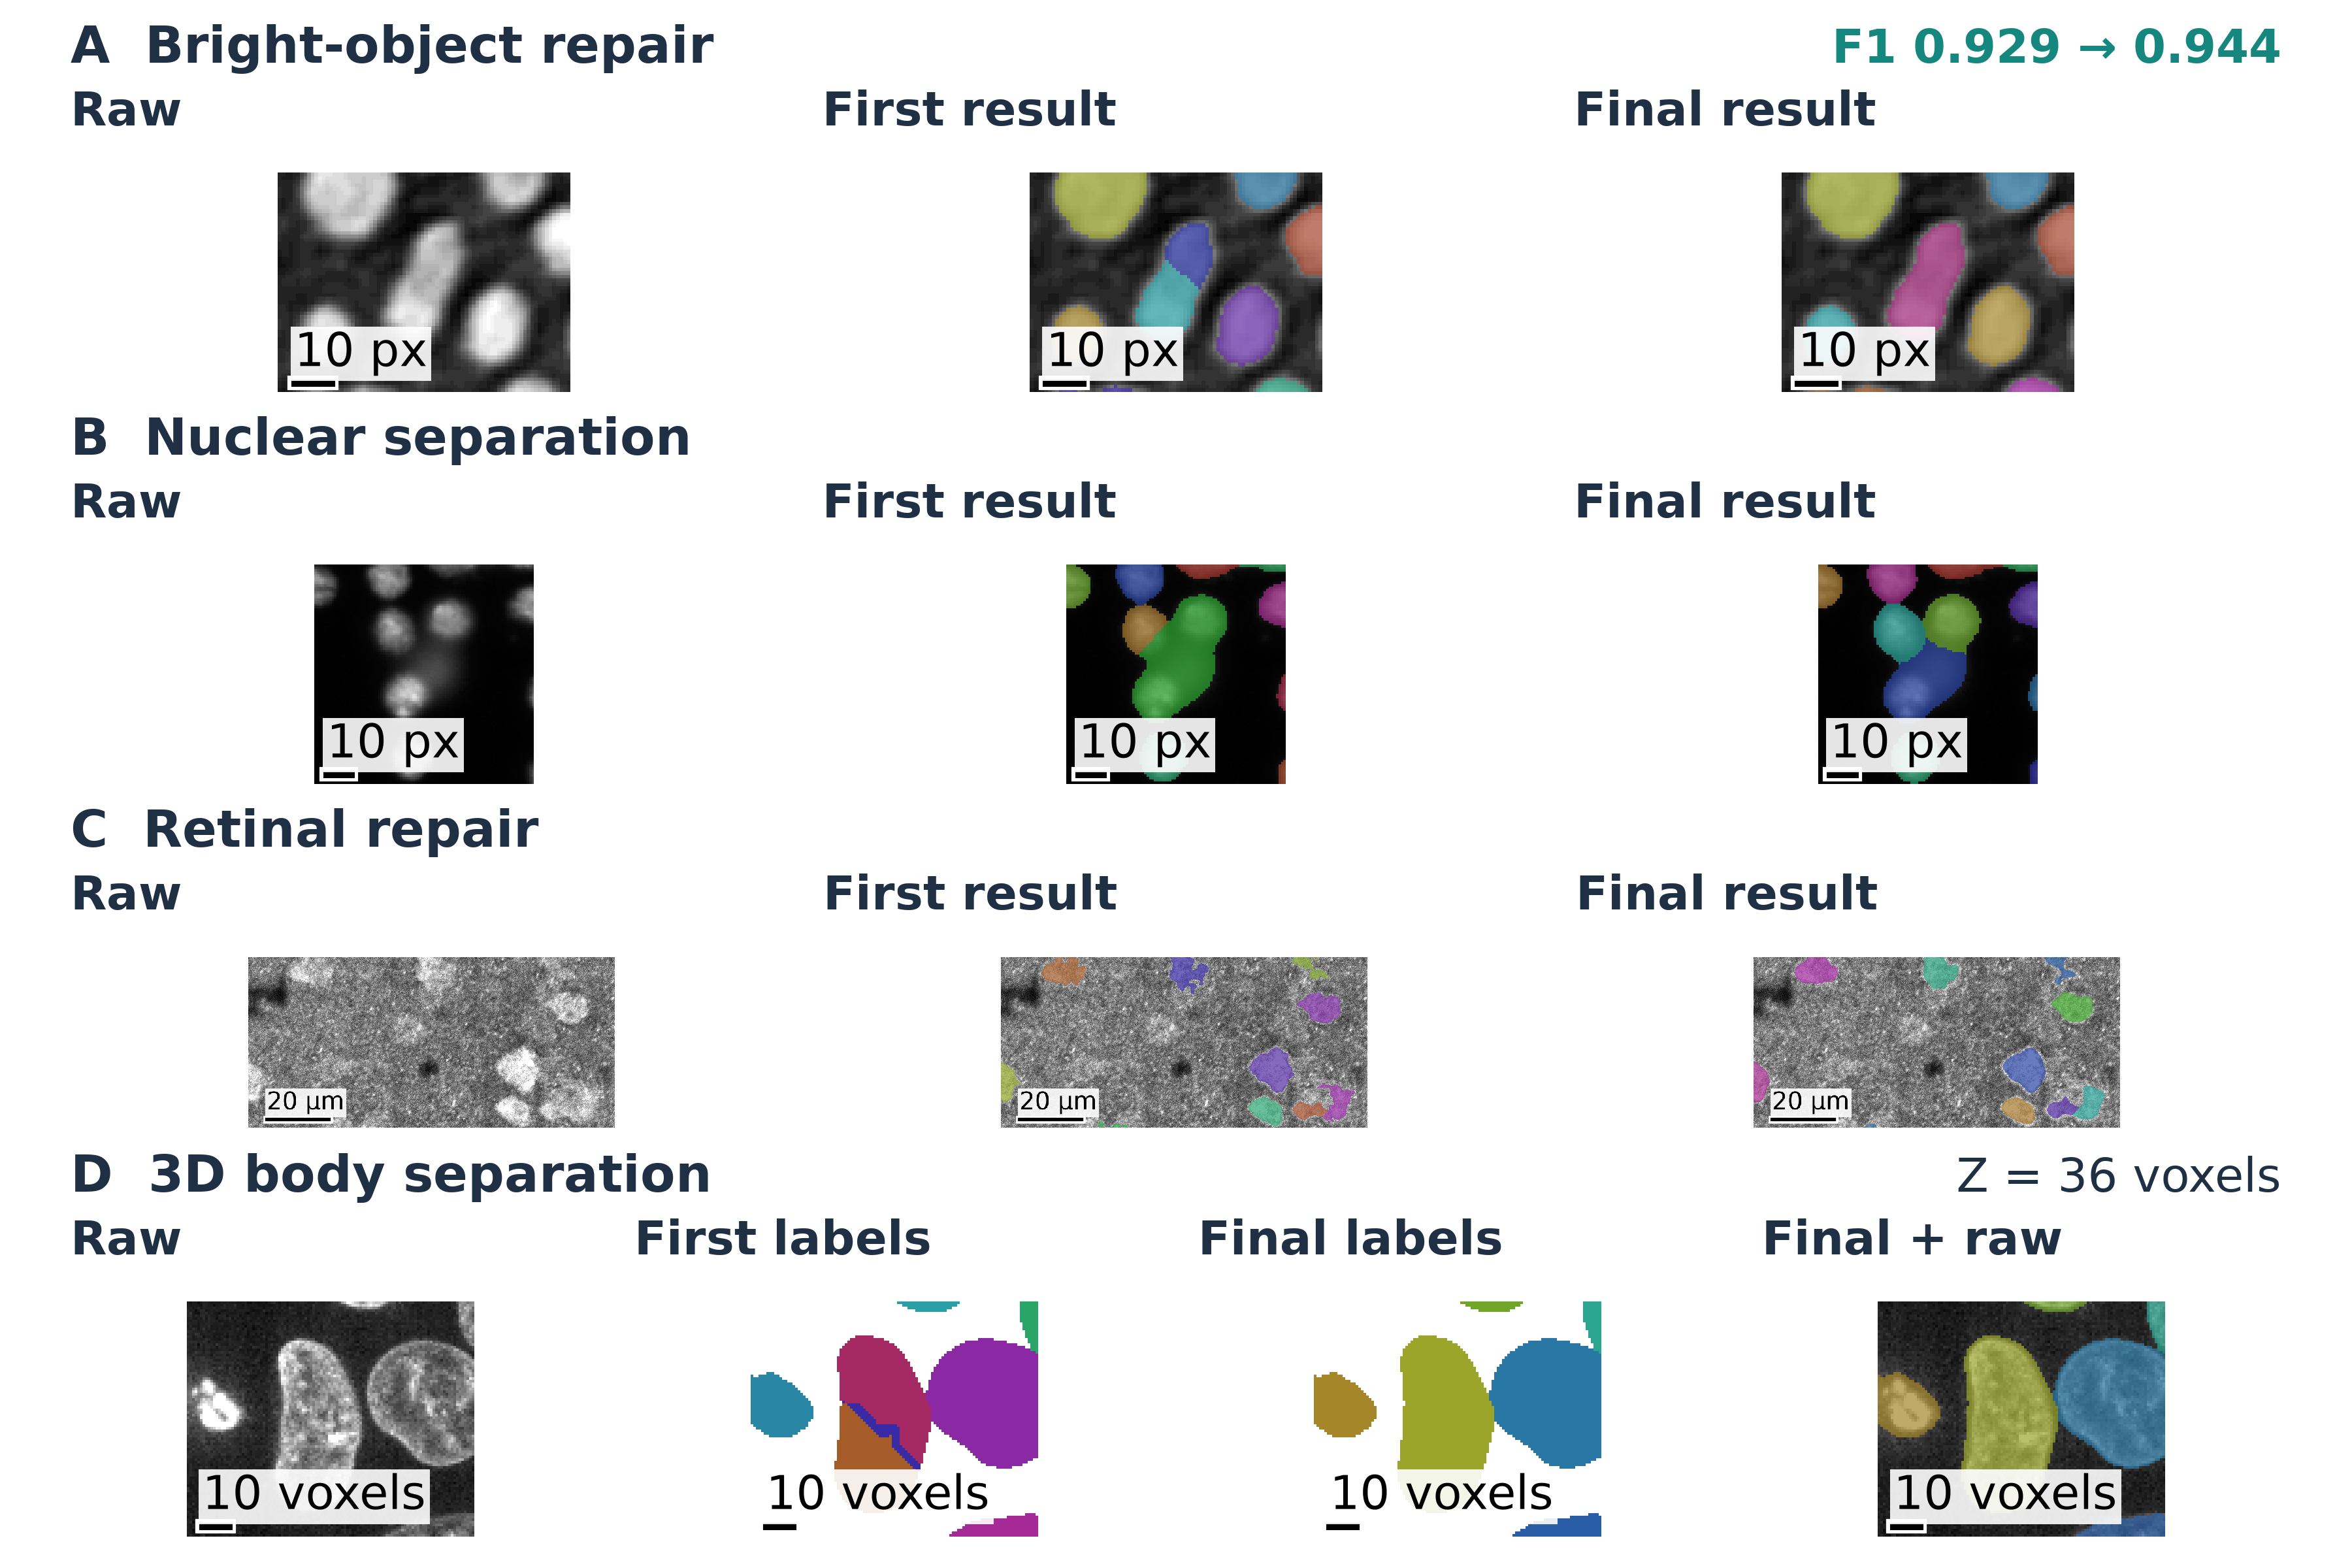 A Bright-object repair
F1 0.929 → 0.944
Raw
First result
Final result
10 px
10 px
10 px
B Nuclear separation
Raw
First result
Final result
10 px
10 px
10 px
C Retinal repair
Raw
First result
Final result
20 µm
20 µm
20 µm
D 3D body separation
Z = 36 voxels
Raw
First labels
Final labels
Final + raw
10 voxels
10 voxels
10 voxels
10 voxels